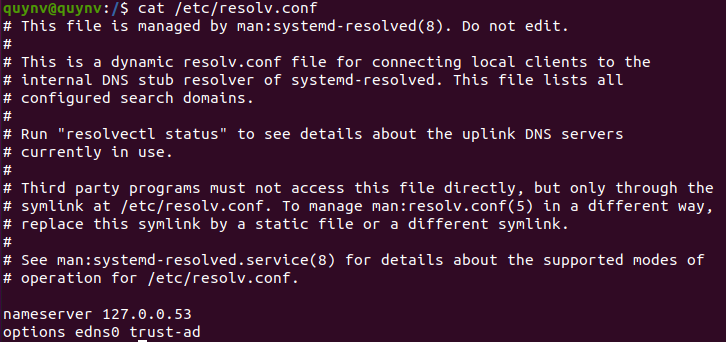 quynv@quynv:/$ cat /etc/resolv.conf
# This file is managed by man:systemd-resolved(8). Do not edit.
#
# This is a dynamic resolv.conf file for connecting local clients to the
# internal DNS stub resolver of systemd-resolved. This file lists all
# configured search domains.
#
# Run "resolvectl status" to see details about the uplink DNS servers
# currently in use.
#
# Third party programs must not access this file directly, but only through the
# symlink at /etc/resolv.conf. To manage man:resolv.conf(5) in a different way,
# replace this symlink by a static file or a different symlink.
#
# See man:systemd-resolved.service(8) for details about the supported modes of
# operation for /etc/resolv.conf.

nameserver 127.0.0.53
options edns0 trust-ad